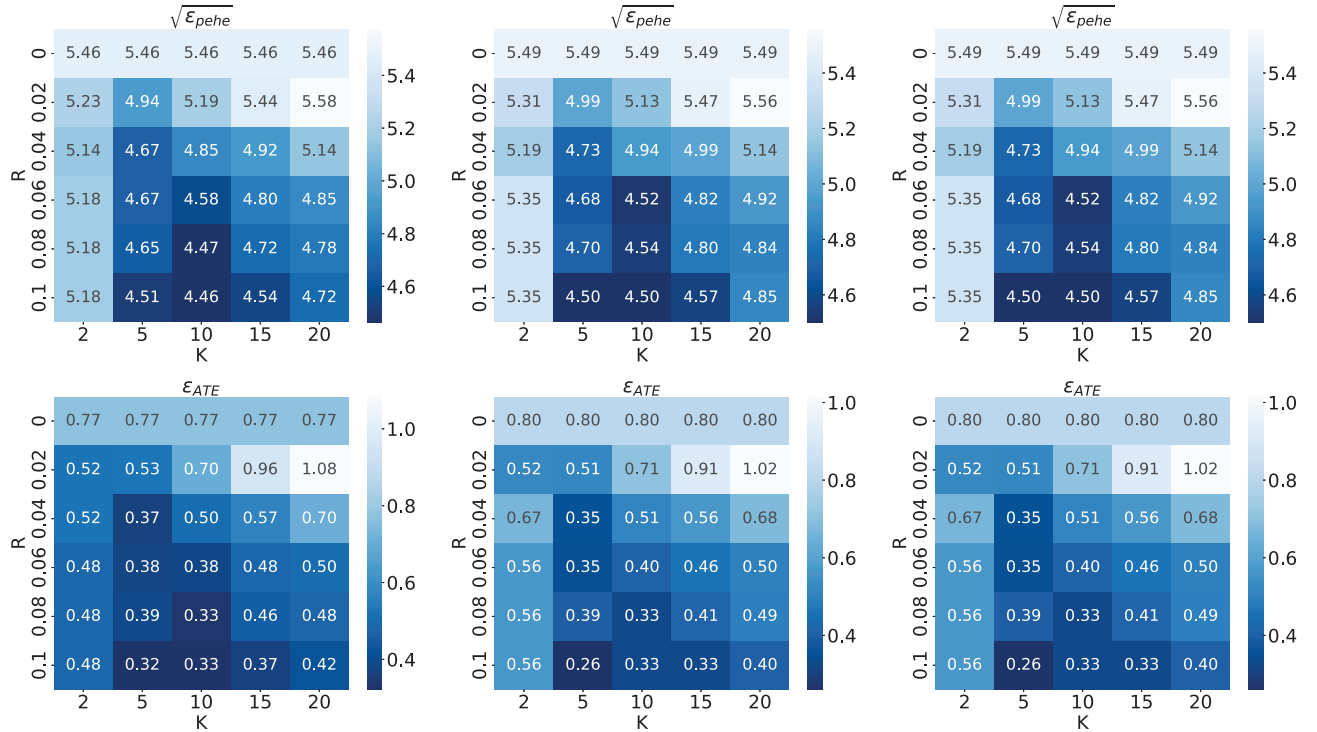 √ε_pehe
0 5.46 5.46 5.46 5.46 5.46
0.02 5.23 4.94 5.19 5.44 5.58
0.04 5.14 4.67 4.85 4.92 5.14
0.06 5.18 4.67 4.58 4.80 4.85
0.08 5.18 4.65 4.47 4.72 4.78
0.1 5.18 4.51 4.46 4.54 4.72
R
2 5 10 15 20
K
5.4
5.2
5.0
4.8
4.6
√ε_pehe
0 5.49 5.49 5.49 5.49 5.49
0.02 5.31 4.99 5.13 5.47 5.56
0.04 5.19 4.73 4.94 4.99 5.14
0.06 5.35 4.68 4.52 4.82 4.92
0.08 5.35 4.70 4.54 4.80 4.84
0.1 5.35 4.50 4.50 4.57 4.85
R
2 5 10 15 20
K
5.4
5.2
5.0
4.8
4.6
√ε_pehe
0 5.49 5.49 5.49 5.49 5.49
0.02 5.31 4.99 5.13 5.47 5.56
0.04 5.19 4.73 4.94 4.99 5.14
0.06 5.35 4.68 4.52 4.82 4.92
0.08 5.35 4.70 4.54 4.80 4.84
0.1 5.35 4.50 4.50 4.57 4.85
R
2 5 10 15 20
K
5.4
5.2
5.0
4.8
4.6
ε_ATE
0 0.77 0.77 0.77 0.77 0.77
0.02 0.52 0.53 0.70 0.96 1.08
0.04 0.52 0.37 0.50 0.57 0.70
0.06 0.48 0.38 0.38 0.48 0.50
0.08 0.48 0.39 0.33 0.46 0.48
0.1 0.48 0.32 0.33 0.37 0.42
R
2 5 10 15 20
K
1.0
0.8
0.6
0.4
ε_ATE
0 0.80 0.80 0.80 0.80 0.80
0.02 0.52 0.51 0.71 0.91 1.02
0.04 0.67 0.35 0.51 0.56 0.68
0.06 0.56 0.35 0.40 0.46 0.50
0.08 0.56 0.39 0.33 0.41 0.49
0.1 0.56 0.26 0.33 0.33 0.40
R
2 5 10 15 20
K
1.0
0.8
0.6
0.4
ε_ATE
0 0.80 0.80 0.80 0.80 0.80
0.02 0.52 0.51 0.71 0.91 1.02
0.04 0.67 0.35 0.51 0.56 0.68
0.06 0.56 0.35 0.40 0.46 0.50
0.08 0.56 0.39 0.33 0.41 0.49
0.1 0.56 0.26 0.33 0.33 0.40
R
2 5 10 15 20
K
1.0
0.8
0.6
0.4